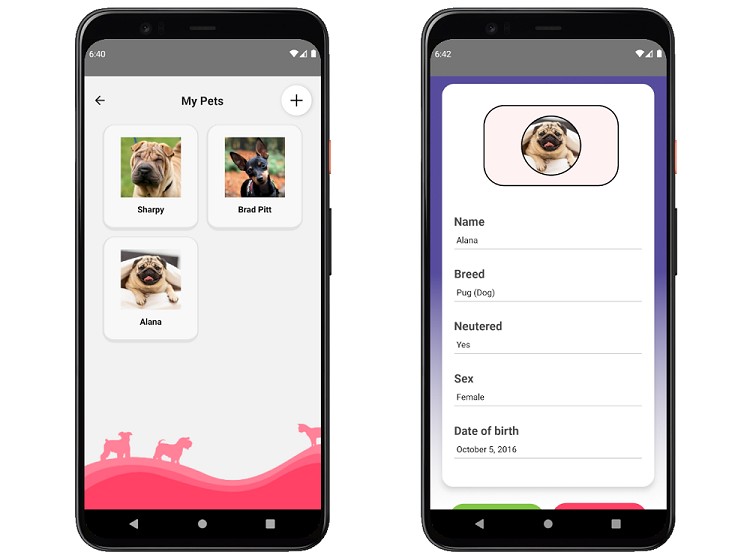 6:40
My Pets
Sharpy
Brad Pitt
Alana
6:42
Name
Alana
Breed
Pug (Dog)
Neutered
Yes
Sex
Female
Date of birth
October 5, 2016